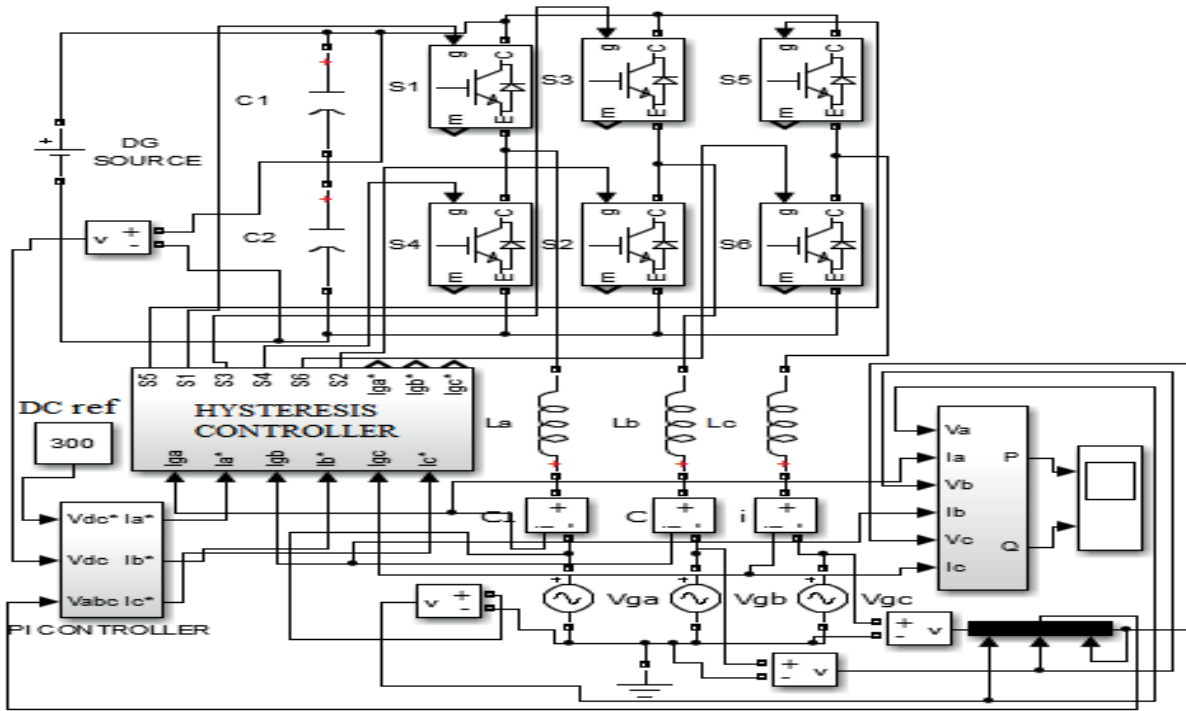 g C
S1
m E
g C
S3
m E
g C
S5
m E
C1
+
DG
SOURCE
C2
v + -
g C
S4
m E
g C
S2
m E
g C
S6
m E
S5 S1 S3 S4 S6 S2 Iga* Igb* Igc*
HYSTERESIS
CONTROLLER
Iga Ia* Igb Ib* Igc Ic*
DC ref
300
La
Lb
Lc
Vdc* Ia*
Vdc Ib*
Vabc Ic*
PI CONTROLLER
C1
+ i -
C
+ i -
i
+ i -
Va
Ia
Vb
Ib
Vc
Ic
P
Q
v + -
+
Vga
+
Vgb
+
Vgc
+ - v
+ - v